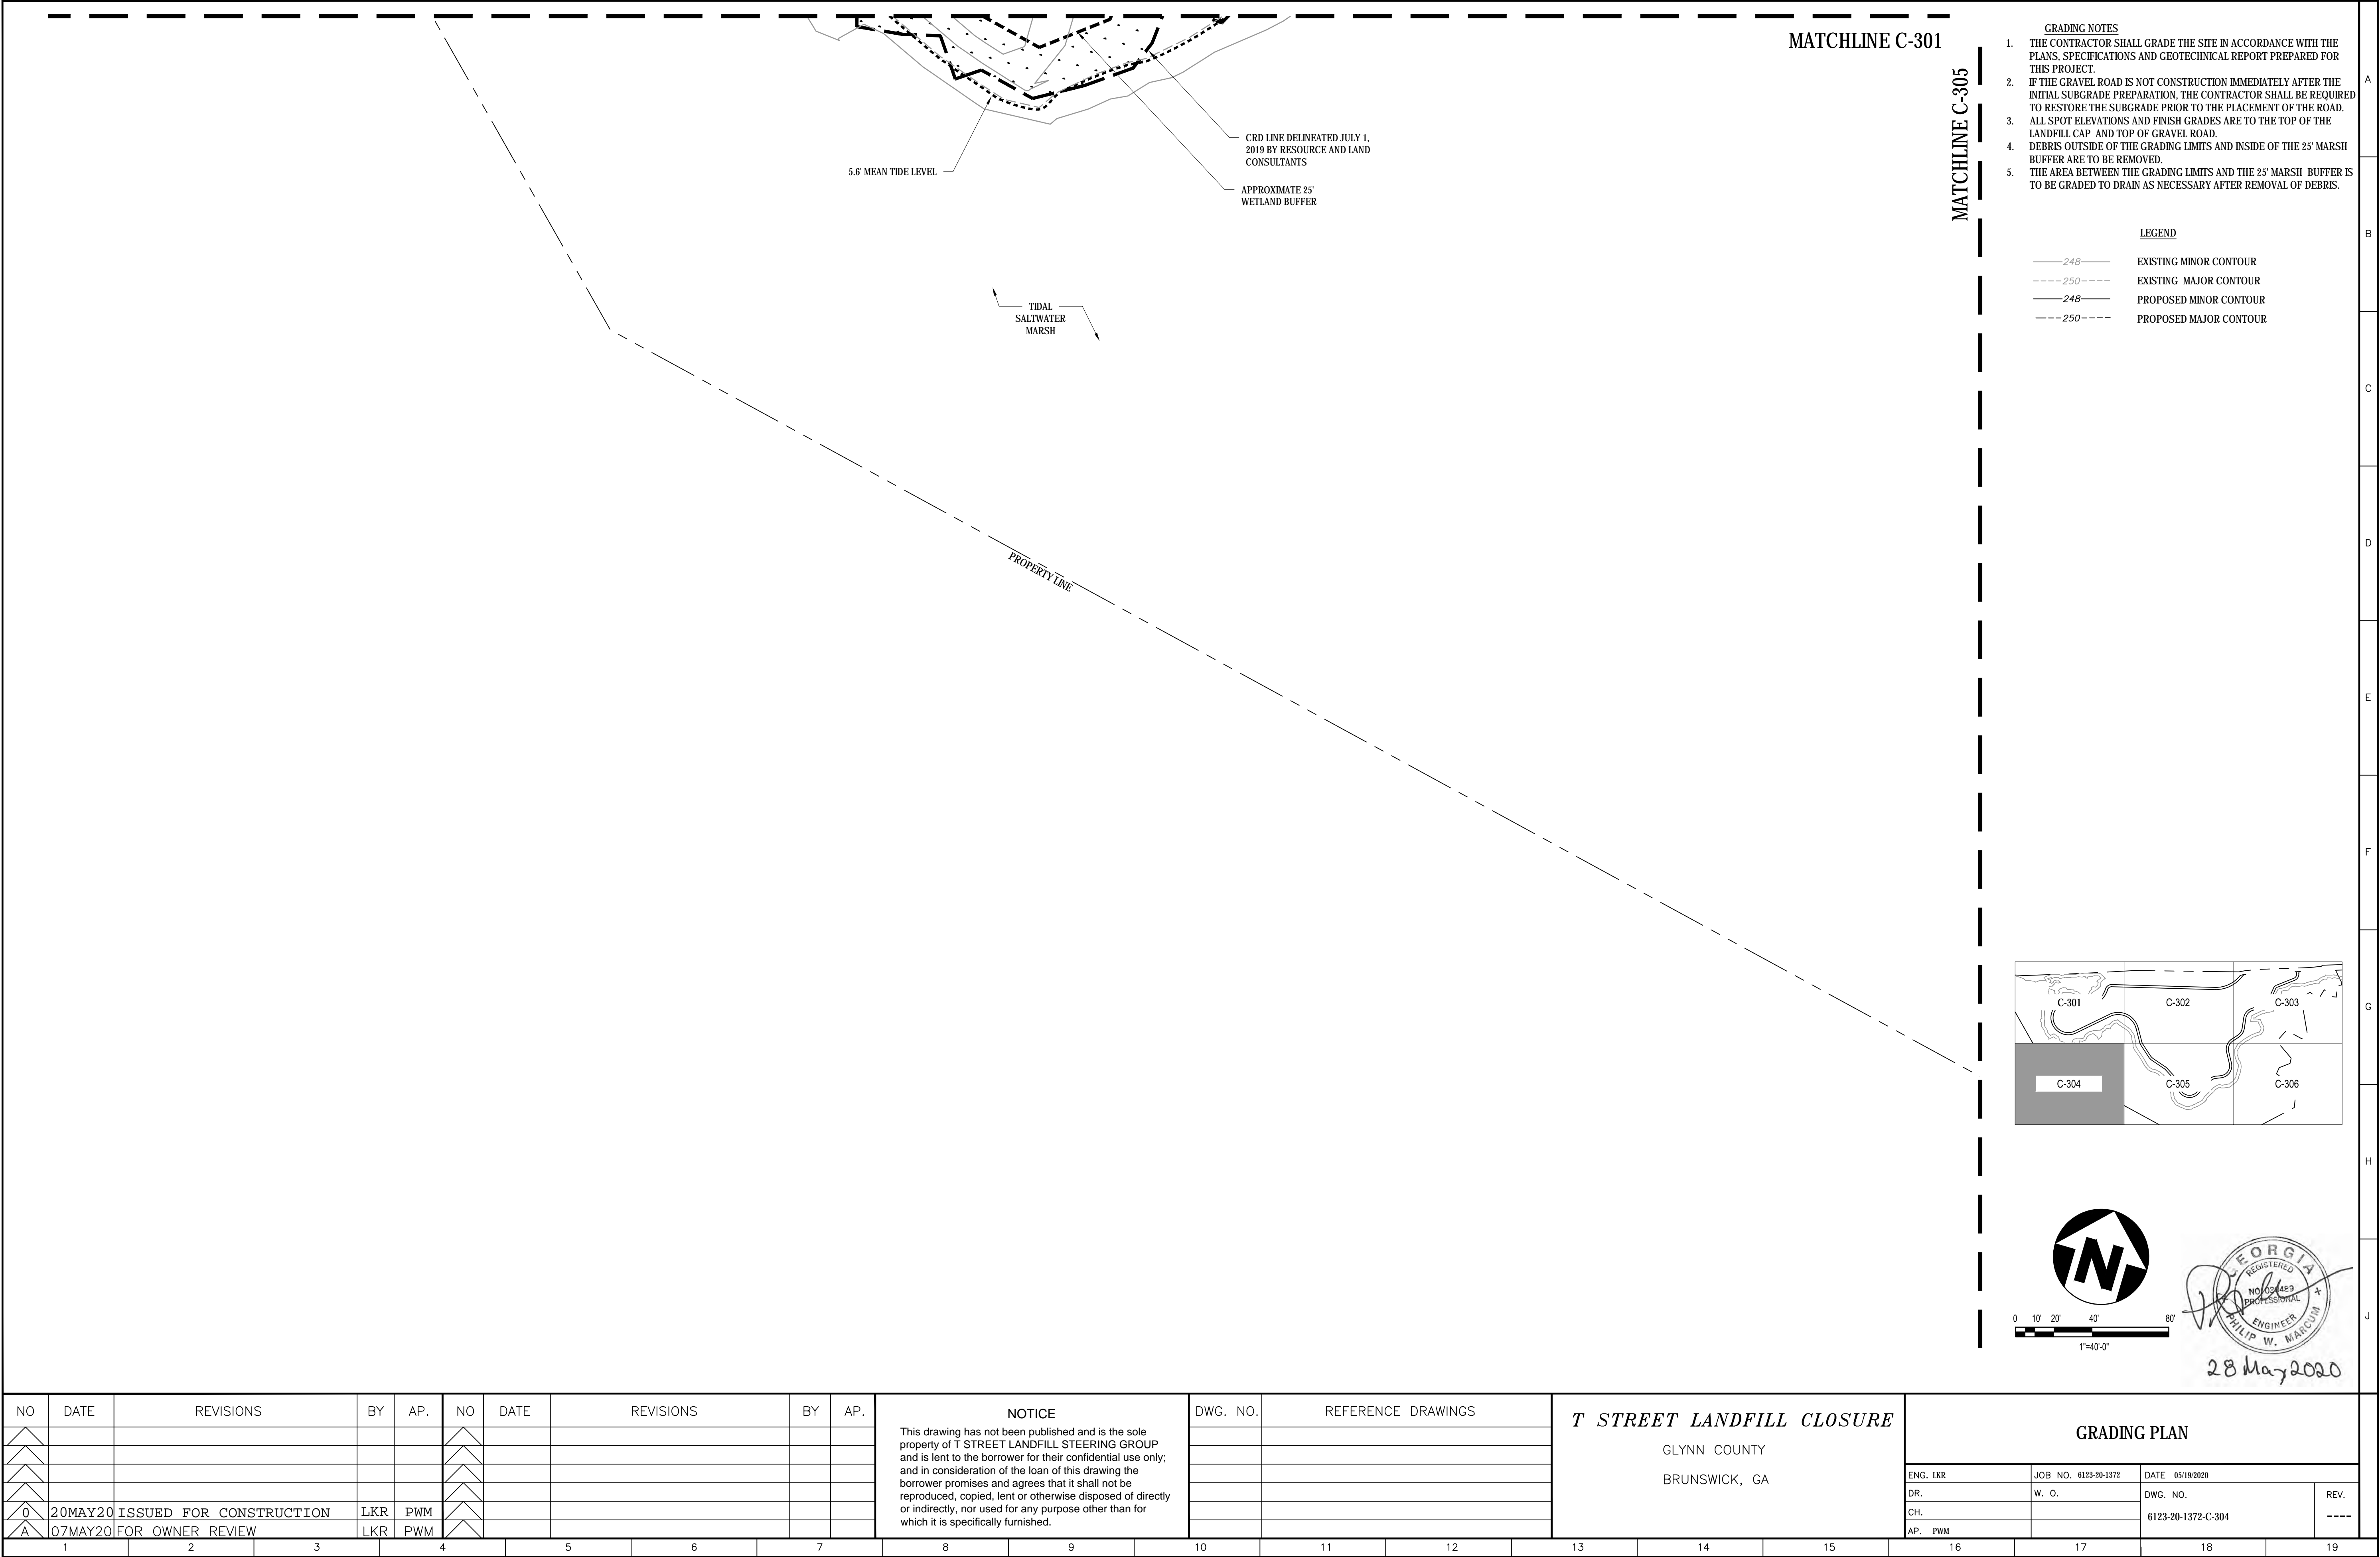 MATCHLINE C-301
MATCHLINE C-305
CRD LINE DELINEATED JULY 1,
2019 BY RESOURCE AND LAND
CONSULTANTS
5.6' MEAN TIDE LEVEL
APPROXIMATE 25'
WETLAND BUFFER
TIDAL
SALTWATER
MARSH
PROPERTY LINE
GRADING NOTES
1. THE CONTRACTOR SHALL GRADE THE SITE IN ACCORDANCE WITH THE
PLANS, SPECIFICATIONS AND GEOTECHNICAL REPORT PREPARED FOR
THIS PROJECT.
2. IF THE GRAVEL ROAD IS NOT CONSTRUCTION IMMEDIATELY AFTER THE
INITIAL SUBGRADE PREPARATION, THE CONTRACTOR SHALL BE REQUIRED
TO RESTORE THE SUBGRADE PRIOR TO THE PLACEMENT OF THE ROAD.
3. ALL SPOT ELEVATIONS AND FINISH GRADES ARE TO THE TOP OF THE
LANDFILL CAP AND TOP OF GRAVEL ROAD.
4. DEBRIS OUTSIDE OF THE GRADING LIMITS AND INSIDE OF THE 25' MARSH
BUFFER ARE TO BE REMOVED.
5. THE AREA BETWEEN THE GRADING LIMITS AND THE 25' MARSH BUFFER IS
TO BE GRADED TO DRAIN AS NECESSARY AFTER REMOVAL OF DEBRIS.
LEGEND
248 EXISTING MINOR CONTOUR
250 EXISTING MAJOR CONTOUR
248 PROPOSED MINOR CONTOUR
250 PROPOSED MAJOR CONTOUR
A
B
C
D
E
F
G
H
J
C-301 C-302 C-303
C-304 C-305 C-306
N
0 10' 20' 40' 80'
1"=40'-0"
GEORGIA
REGISTERED
PROFESSIONAL
ENGINEER
PHILIP W. MARCUM
28 May 2020
NO DATE REVISIONS BY AP. NO DATE REVISIONS BY AP.
0 20MAY20 ISSUED FOR CONSTRUCTION LKR PWM
A 07MAY20 FOR OWNER REVIEW LKR PWM
NOTICE
This drawing has not been published and is the sole
property of T STREET LANDFILL STEERING GROUP
and is lent to the borrower for their confidential use only;
and in consideration of the loan of this drawing the
borrower promises and agrees that it shall not be
reproduced, copied, lent or otherwise disposed of directly
or indirectly, nor used for any purpose other than for
which it is specifically furnished.
DWG. NO. REFERENCE DRAWINGS
T STREET LANDFILL CLOSURE
GLYNN COUNTY
BRUNSWICK, GA
GRADING PLAN
ENG. LKR JOB NO. 6123-20-1372 DATE 05/19/2020
DR. W. O. DWG. NO. REV.
CH.
6123-20-1372-C-304 ----
AP. PWM
1 2 3 4 5 6 7 8 9 10 11 12 13 14 15 16 17 18 19